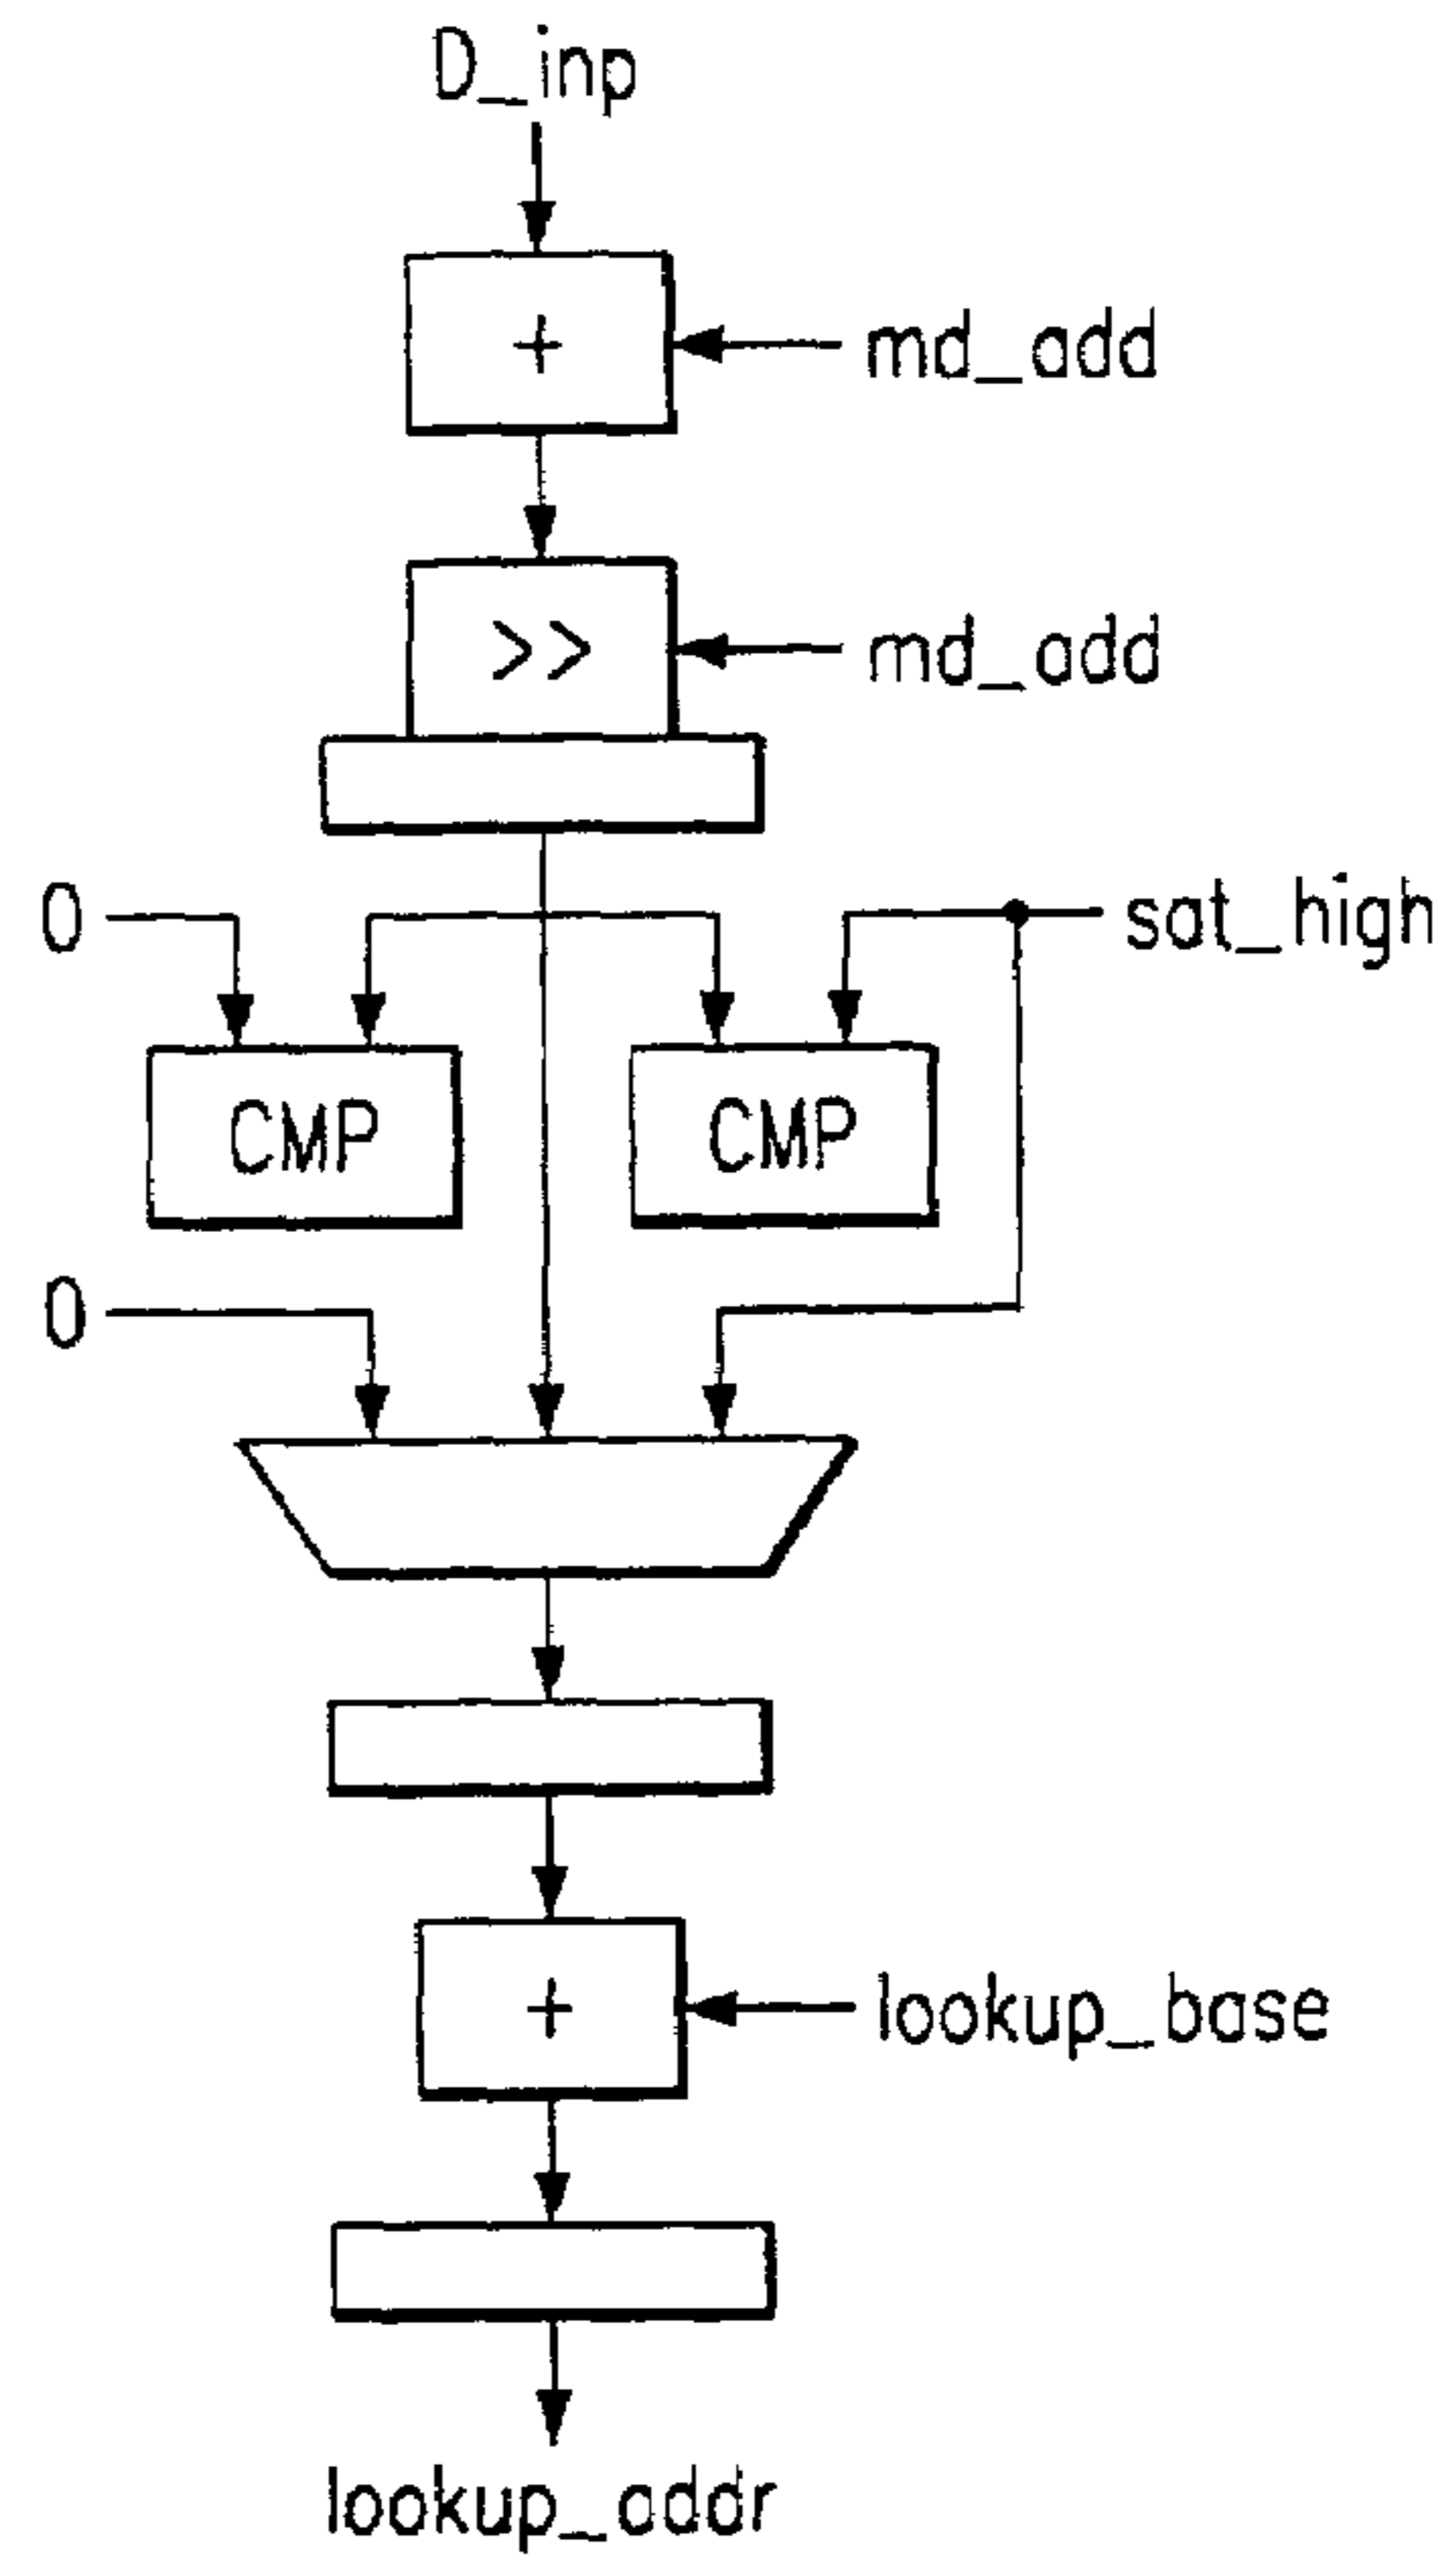 D_inp
+
md_add
>>
md_add
0
sat_high
CMP
CMP
0
+
lookup_base
lookup_addr